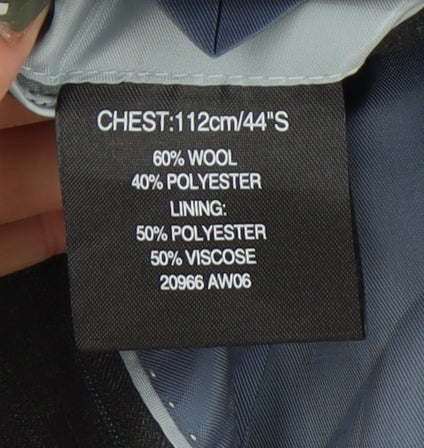 CHEST:112cm/44"S
60% WOOL
40% POLYESTER
LINING:
50% POLYESTER
50% VISCOSE
20966 AW06